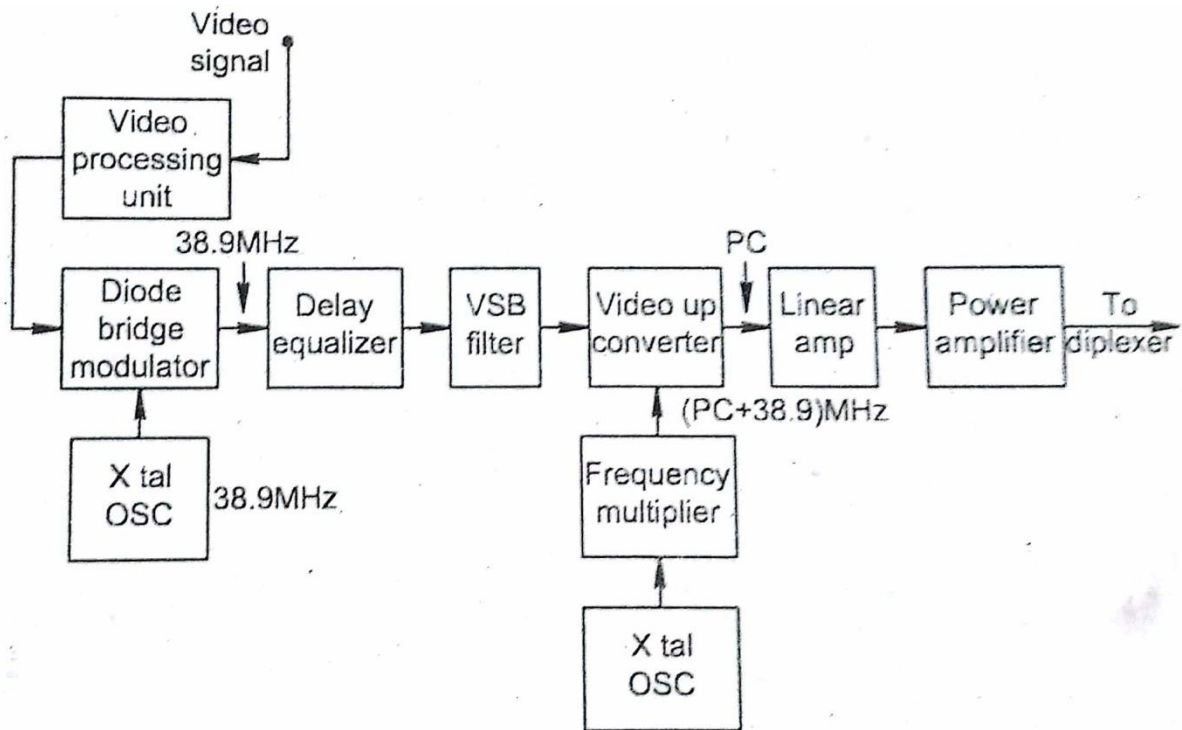 Video
signal
Video
processing
unit
38.9MHz
PC
Diode
bridge
modulator
Delay
equalizer
VSB
filter
Video up
converter
Linear
amp
Power
amplifier
To
diplexer
(PC+38.9)MHz
X tal
OSC
38.9MHz
Frequency
multiplier
X tal
OSC